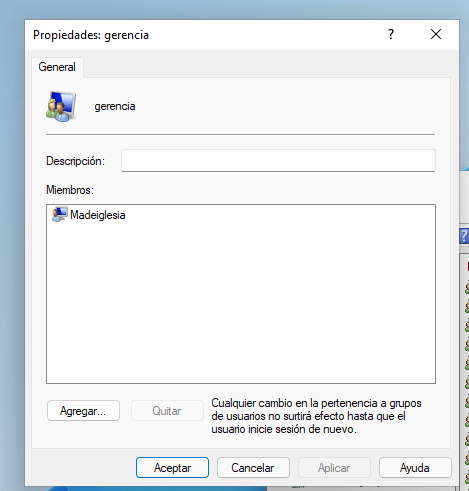 Propiedades: gerencia
?
General
gerencia
Descripción:
Miembros:
Madeiglesia
Agregar...
Quitar
Cualquier cambio en la pertenencia a grupos
de usuarios no surtirá efecto hasta que el
usuario inicie sesión de nuevo.
Aceptar
Cancelar
Aplicar
Ayuda
?